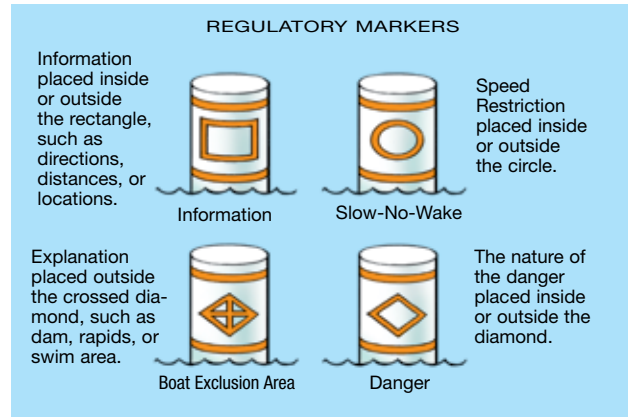 REGULATORY MARKERS
Information
placed inside
or outside
the rectangle,
such as
directions,
distances, or
locations.
Information
Speed
Restriction
placed inside
or outside
the circle.
Slow-No-Wake
Explanation
placed outside
the crossed dia-
mond, such as
dam, rapids, or
swim area.
Boat Exclusion Area
The nature of
the danger
placed inside
or outside the
diamond.
Danger